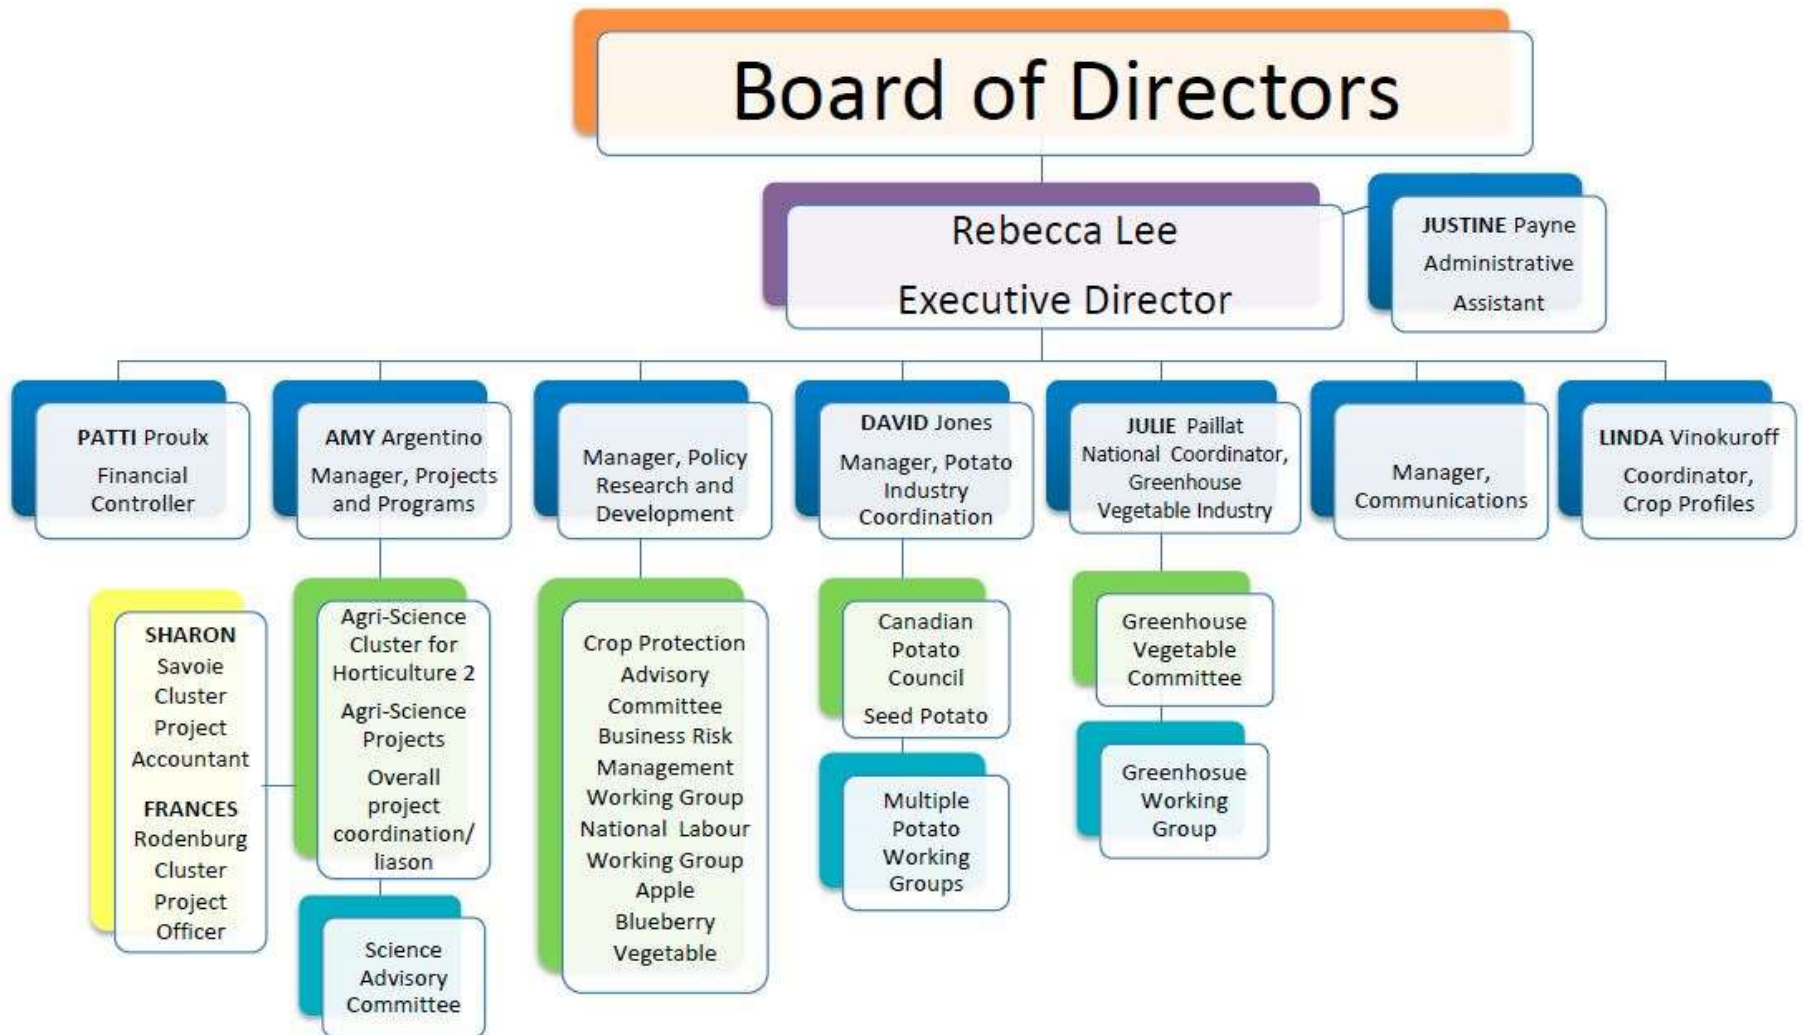 Board of Directors
Rebecca Lee
Executive Director
JUSTINE Payne
Administrative
Assistant
PATTI Proulx
Financial
Controller
AMY Argentino
Manager, Projects
and Programs
Manager, Policy
Research and
Development
DAVID Jones
Manager, Potato
Industry
Coordination
JULIE Paillat
National Coordinator,
Greenhouse
Vegetable Industry
Manager,
Communications
LINDA Vinokuroff
Coordinator,
Crop Profiles
SHARON
Savoie
Cluster
Project
Accountant
FRANCES
Rodenburg
Cluster
Project
Officer
Agri-Science
Cluster for
Horticulture 2
Agri-Science
Projects
Overall
project
coordination/
liason
Science
Advisory
Committee
Crop Protection
Advisory
Committee
Business Risk
Management
Working Group
National Labour
Working Group
Apple
Blueberry
Vegetable
Canadian
Potato
Council
Seed Potato
Multiple
Potato
Working
Groups
Greenhouse
Vegetable
Committee
Greenhosue
Working
Group